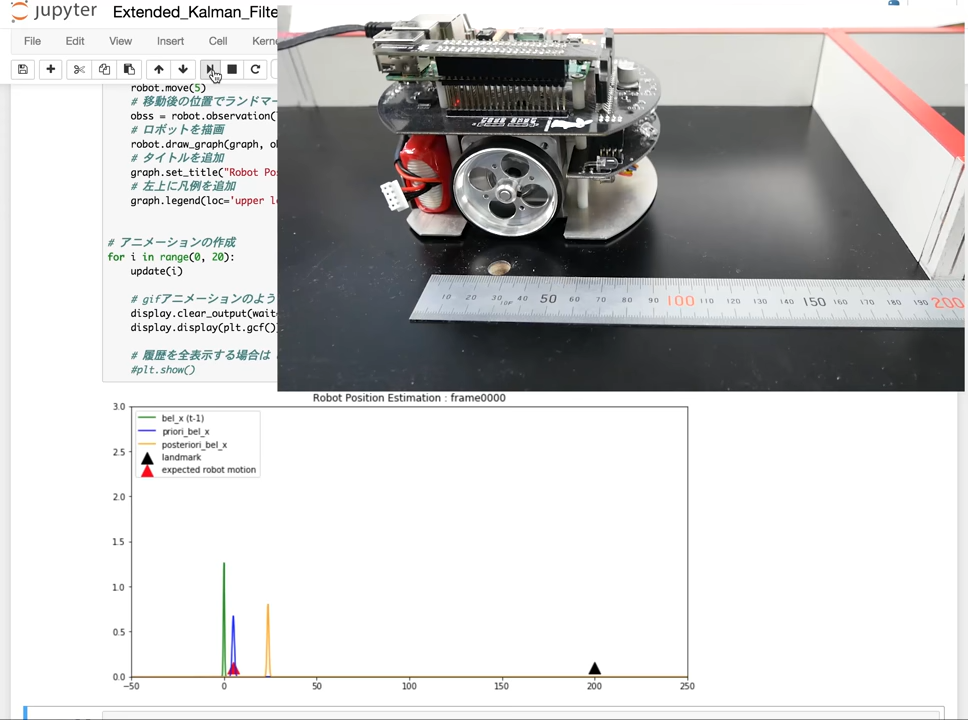 jupyter Extended_Kalman_Filte
File Edit View Insert Cell Kerne
robot.move(5)
# 移動後の位置でランドマー
obss = robot.observation(
# ロボットを描画
robot.draw_graph(graph, ob
# タイトルを追加
graph.set_title("Robot Pos
# 左上に凡例を追加
graph.legend(loc='upper le
# アニメーションの作成
for i in range(0, 20):
update(i)
# gifアニメーションのよう
display.clear_output(wait=
display.display(plt.gcf())
# 履歴を全表示する場合は
#plt.show()
10 20 30 40 50 60 70 80 90 100 110 120 130 140 150 160 170 180 190 200
Robot Position Estimation : frame0000
bel_x (t-1)
priori_bel_x
posteriori_bel_x
landmark
expected robot motion
3.0
2.5
2.0
1.5
1.0
0.5
0.0
−50 0 50 100 150 200 250